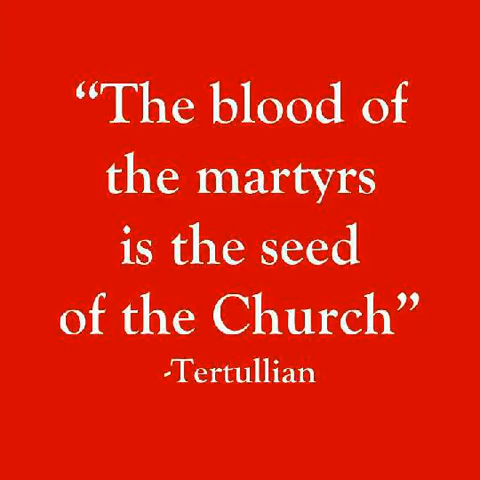 “The blood of
the martyrs
is the seed
of the Church”
-Tertullian